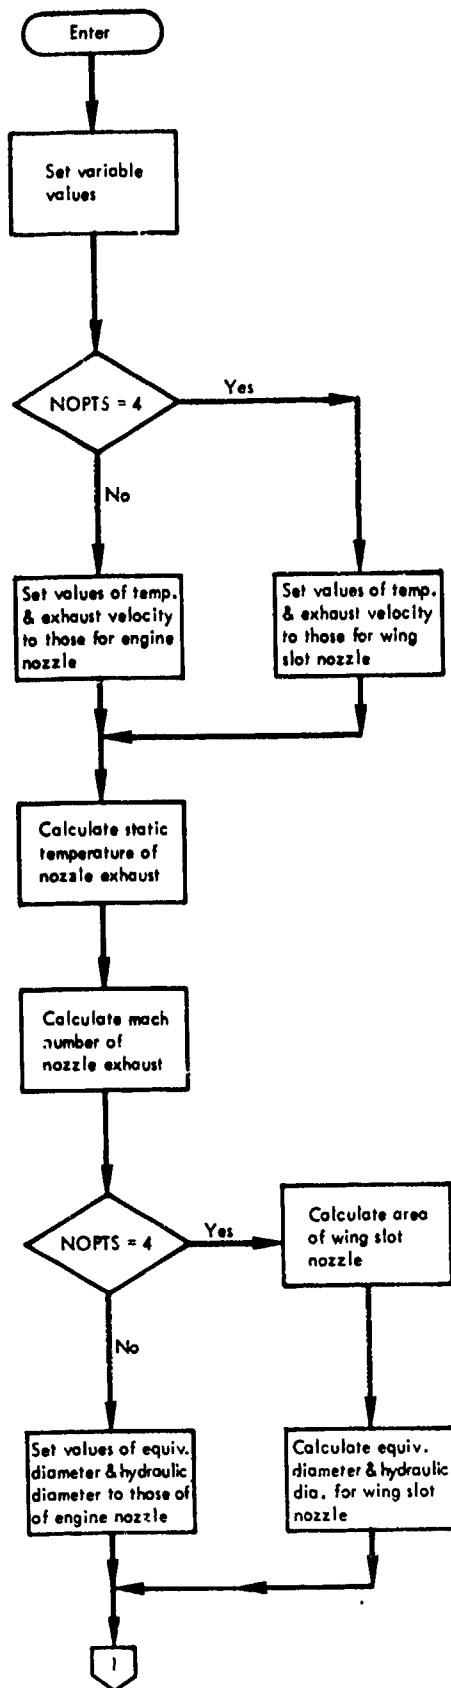 Enter
Set variable
values
NOPTS = 4
Yes
No
Set values of temp.
& exhaust velocity
to those for engine
nozzle
Set values of temp.
& exhaust velocity
to those for wing
slot nozzle
Calculate static
temperature of
nozzle exhaust
Calculate mach
number of
nozzle exhaust
NOPTS = 4
Yes
Calculate area
of wing slot
nozzle
No
Set values of equiv.
diameter & hydraulic
diameter to those of
of engine nozzle
Calculate equiv.
diameter & hydraulic
dia. for wing slot
nozzle
1